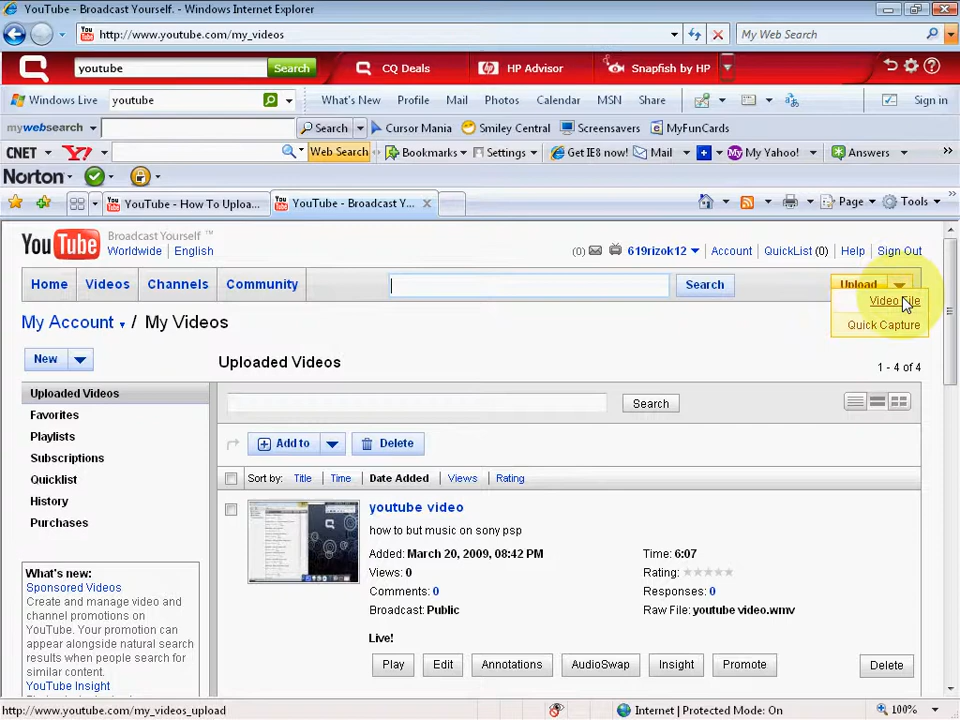 YouTube - Broadcast Yourself. - Windows Internet Explorer
http://www.youtube.com/my_videos
My Web Search
youtube Search CQ Deals HP Advisor Snapfish by HP
Windows Live youtube What's New Profile Mail Photos Calendar MSN Share Sign in
mywebsearch Search Cursor Mania Smiley Central Screensavers MyFunCards
CNET Y! Web Search Bookmarks Settings Get IE8 now! Mail My Yahoo! Answers
Norton
YouTube - How To Uploa... YouTube - Broadcast Y... Page Tools
YouTube Broadcast Yourself ™
Worldwide English
(0) 619rizok12 Account QuickList (0) Help Sign Out
Home Videos Channels Community Search Upload
Video File
Quick Capture
My Account / My Videos
New Uploaded Videos 1 - 4 of 4
Uploaded Videos
Favorites
Playlists
Subscriptions
Quicklist
History
Purchases
Search
Add to Delete
Sort by: Title Time Date Added Views Rating
youtube video
how to but music on sony psp
Added: March 20, 2009, 08:42 PM Time: 6:07
Views: 0 Rating:
Comments: 0 Responses: 0
Broadcast: Public Raw File: youtube video.wmv
Live!
Play Edit Annotations AudioSwap Insight Promote Delete
What's new:
Sponsored Videos
Create and manage video and
channel promotions on
YouTube. Your promotion can
appear alongside natural search
results when people search for
similar content.
YouTube Insight
http://www.youtube.com/my_videos_upload Internet | Protected Mode: On 100%